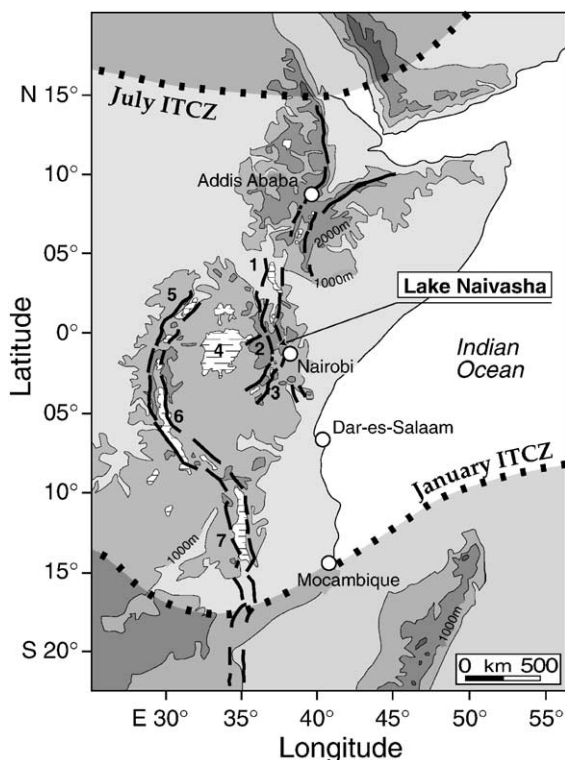 N 15°
July ITCZ
10°
Addis Ababa
2000m
05°
1
1000m
5
Lake Naivasha
0°
4
2
Nairobi
Indian
Ocean
3
05°
6
Dar-es-Salaam
January ITCZ
10°
1000m
7
15°
Mocambique
1000m
S 20°
0 km 500
E 30° 35° 40° 45° 50° 55°
Latitude
Longitude